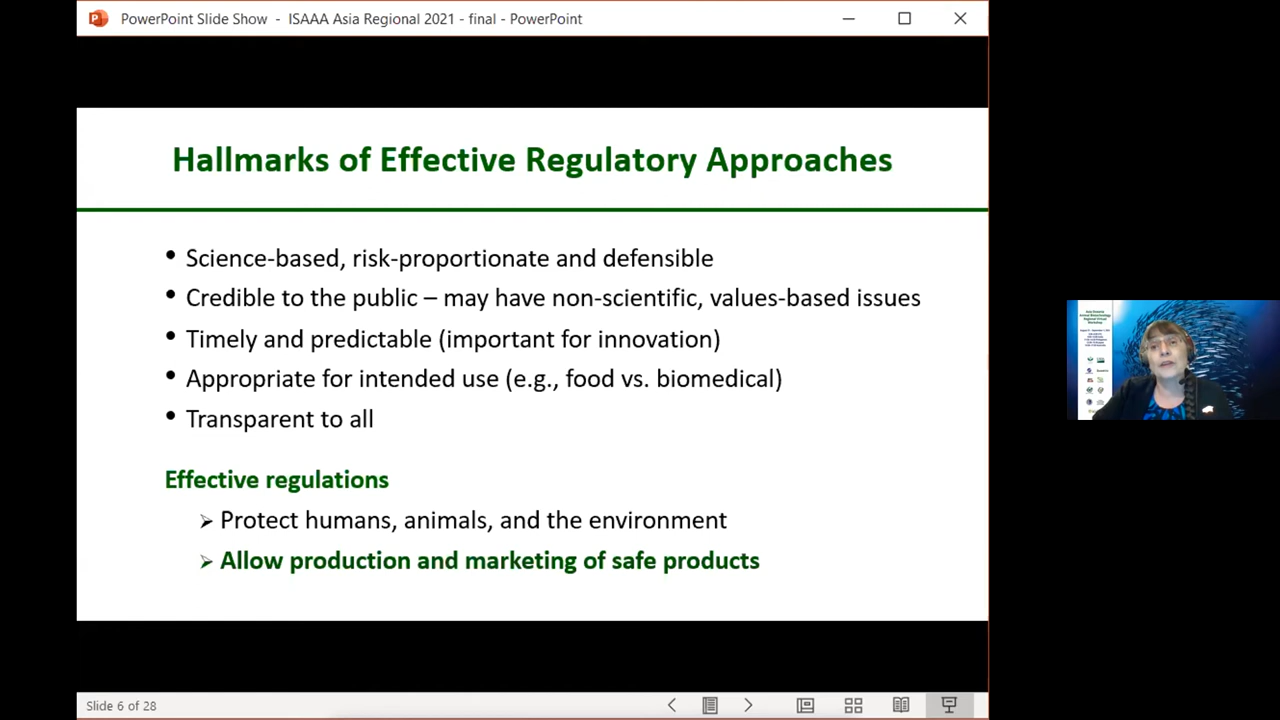 PowerPoint Slide Show - ISAAA Asia Regional 2021 - final - PowerPoint
Hallmarks of Effective Regulatory Approaches
• Science-based, risk-proportionate and defensible
• Credible to the public – may have non-scientific, values-based issues
• Timely and predictable (important for innovation)
• Appropriate for intended use (e.g., food vs. biomedical)
• Transparent to all
Effective regulations
➢ Protect humans, animals, and the environment
➢ Allow production and marketing of safe products
Slide 6 of 28